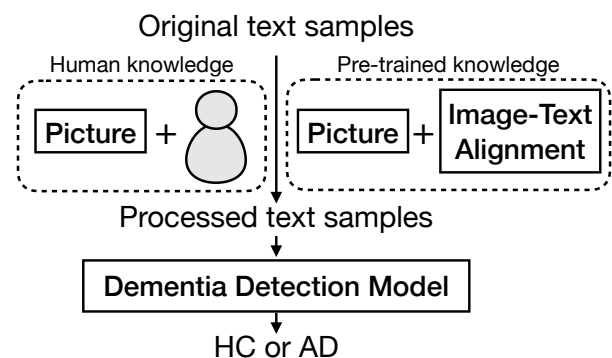 Original text samples
Human knowledge
Pre-trained knowledge
Picture +
Picture + Image-Text
Alignment
Processed text samples
Dementia Detection Model
HC or AD